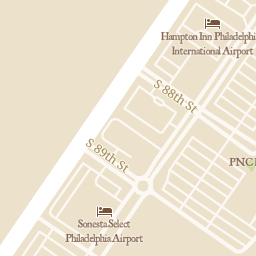 Hampton Inn Philadelphi
International Airport
S 88th St
S 89th St
PNC
Sonesta Select
Philadelphia Airport